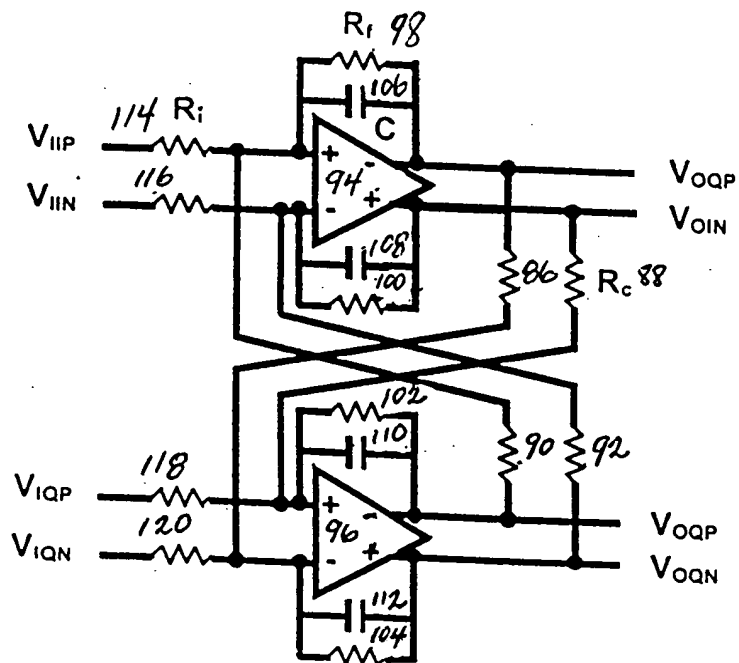 Rf 98
106
C
114 Ri
VIIP
+ -
94
VOQP
116
VIIN
- +
VOIN
108
100
86
Rc 88
102
110
90
92
118
VIQP
+ -
96
VOQP
120
VIQN
- +
VOQN
112
104